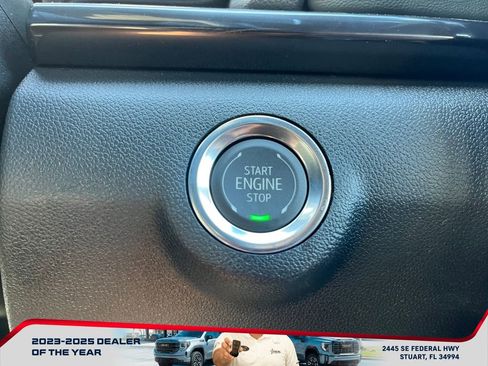 START
ENGINE
STOP
2023-2025 DEALER
OF THE YEAR
2445 SE FEDERAL HWY
STUART, FL 34994